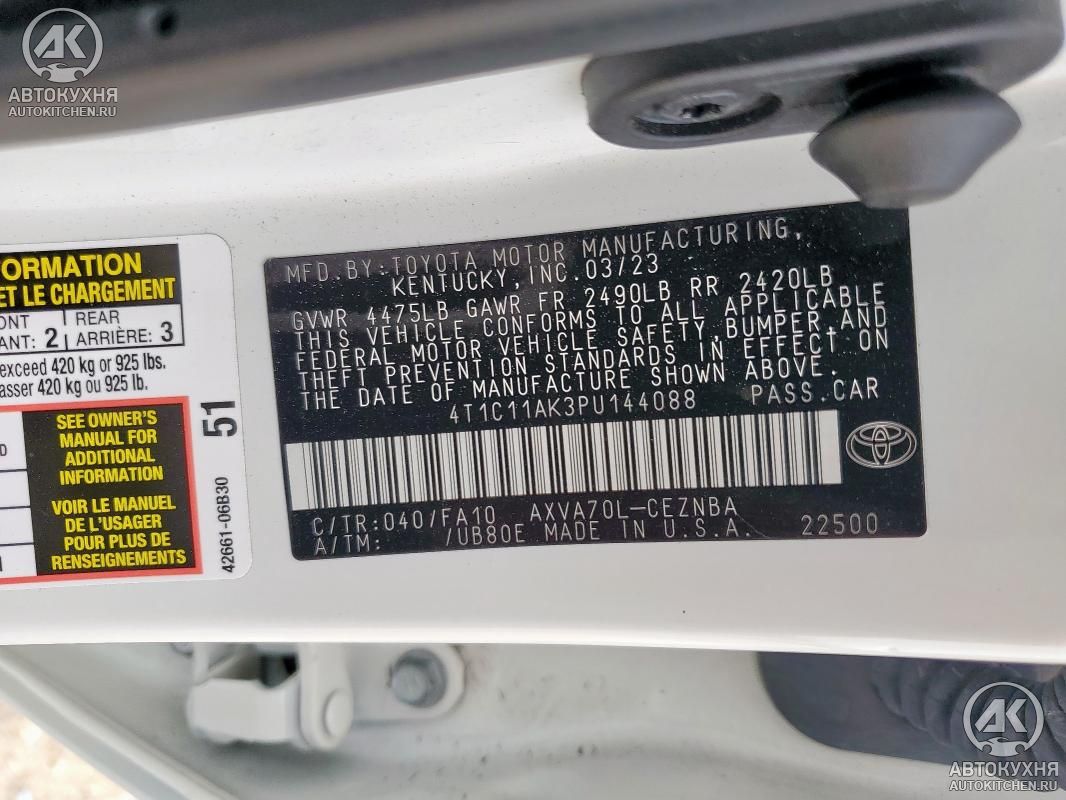 AK
АВТОКУХНЯ
AUTOKITCHEN.RU
ORMATION
ET LE CHARGEMENT
ONT
ANT: 2
REAR
ARRIÈRE: 3
exceed 420 kg or 925 lbs.
asser 420 kg ou 925 lb.
SEE OWNER'S
MANUAL FOR
ADDITIONAL
INFORMATION
VOIR LE MANUEL
DE L'USAGER
POUR PLUS DE
RENSEIGNEMENTS
51
42661-06B30
MFD.BY:TOYOTA MOTOR MANUFACTURING,
KENTUCKY, INC.03/23
GVWR 4475LB GAWR FR 2490LB RR 2420LB
THIS VEHICLE CONFORMS TO ALL APPLICABLE
FEDERAL MOTOR VEHICLE SAFETY,BUMPER,AND
THEFT PREVENTION STANDARDS IN EFFECT ON
THE DATE OF MANUFACTURE SHOWN ABOVE.
4T1C11AK3PU144088 PASS.CAR
C/TR:040/FA10 AXVA70L-CEZNBA
A/TM: /UB80E MADE IN U.S.A. 22500
AK
АВТОКУХНЯ
AUTOKITCHEN.RU